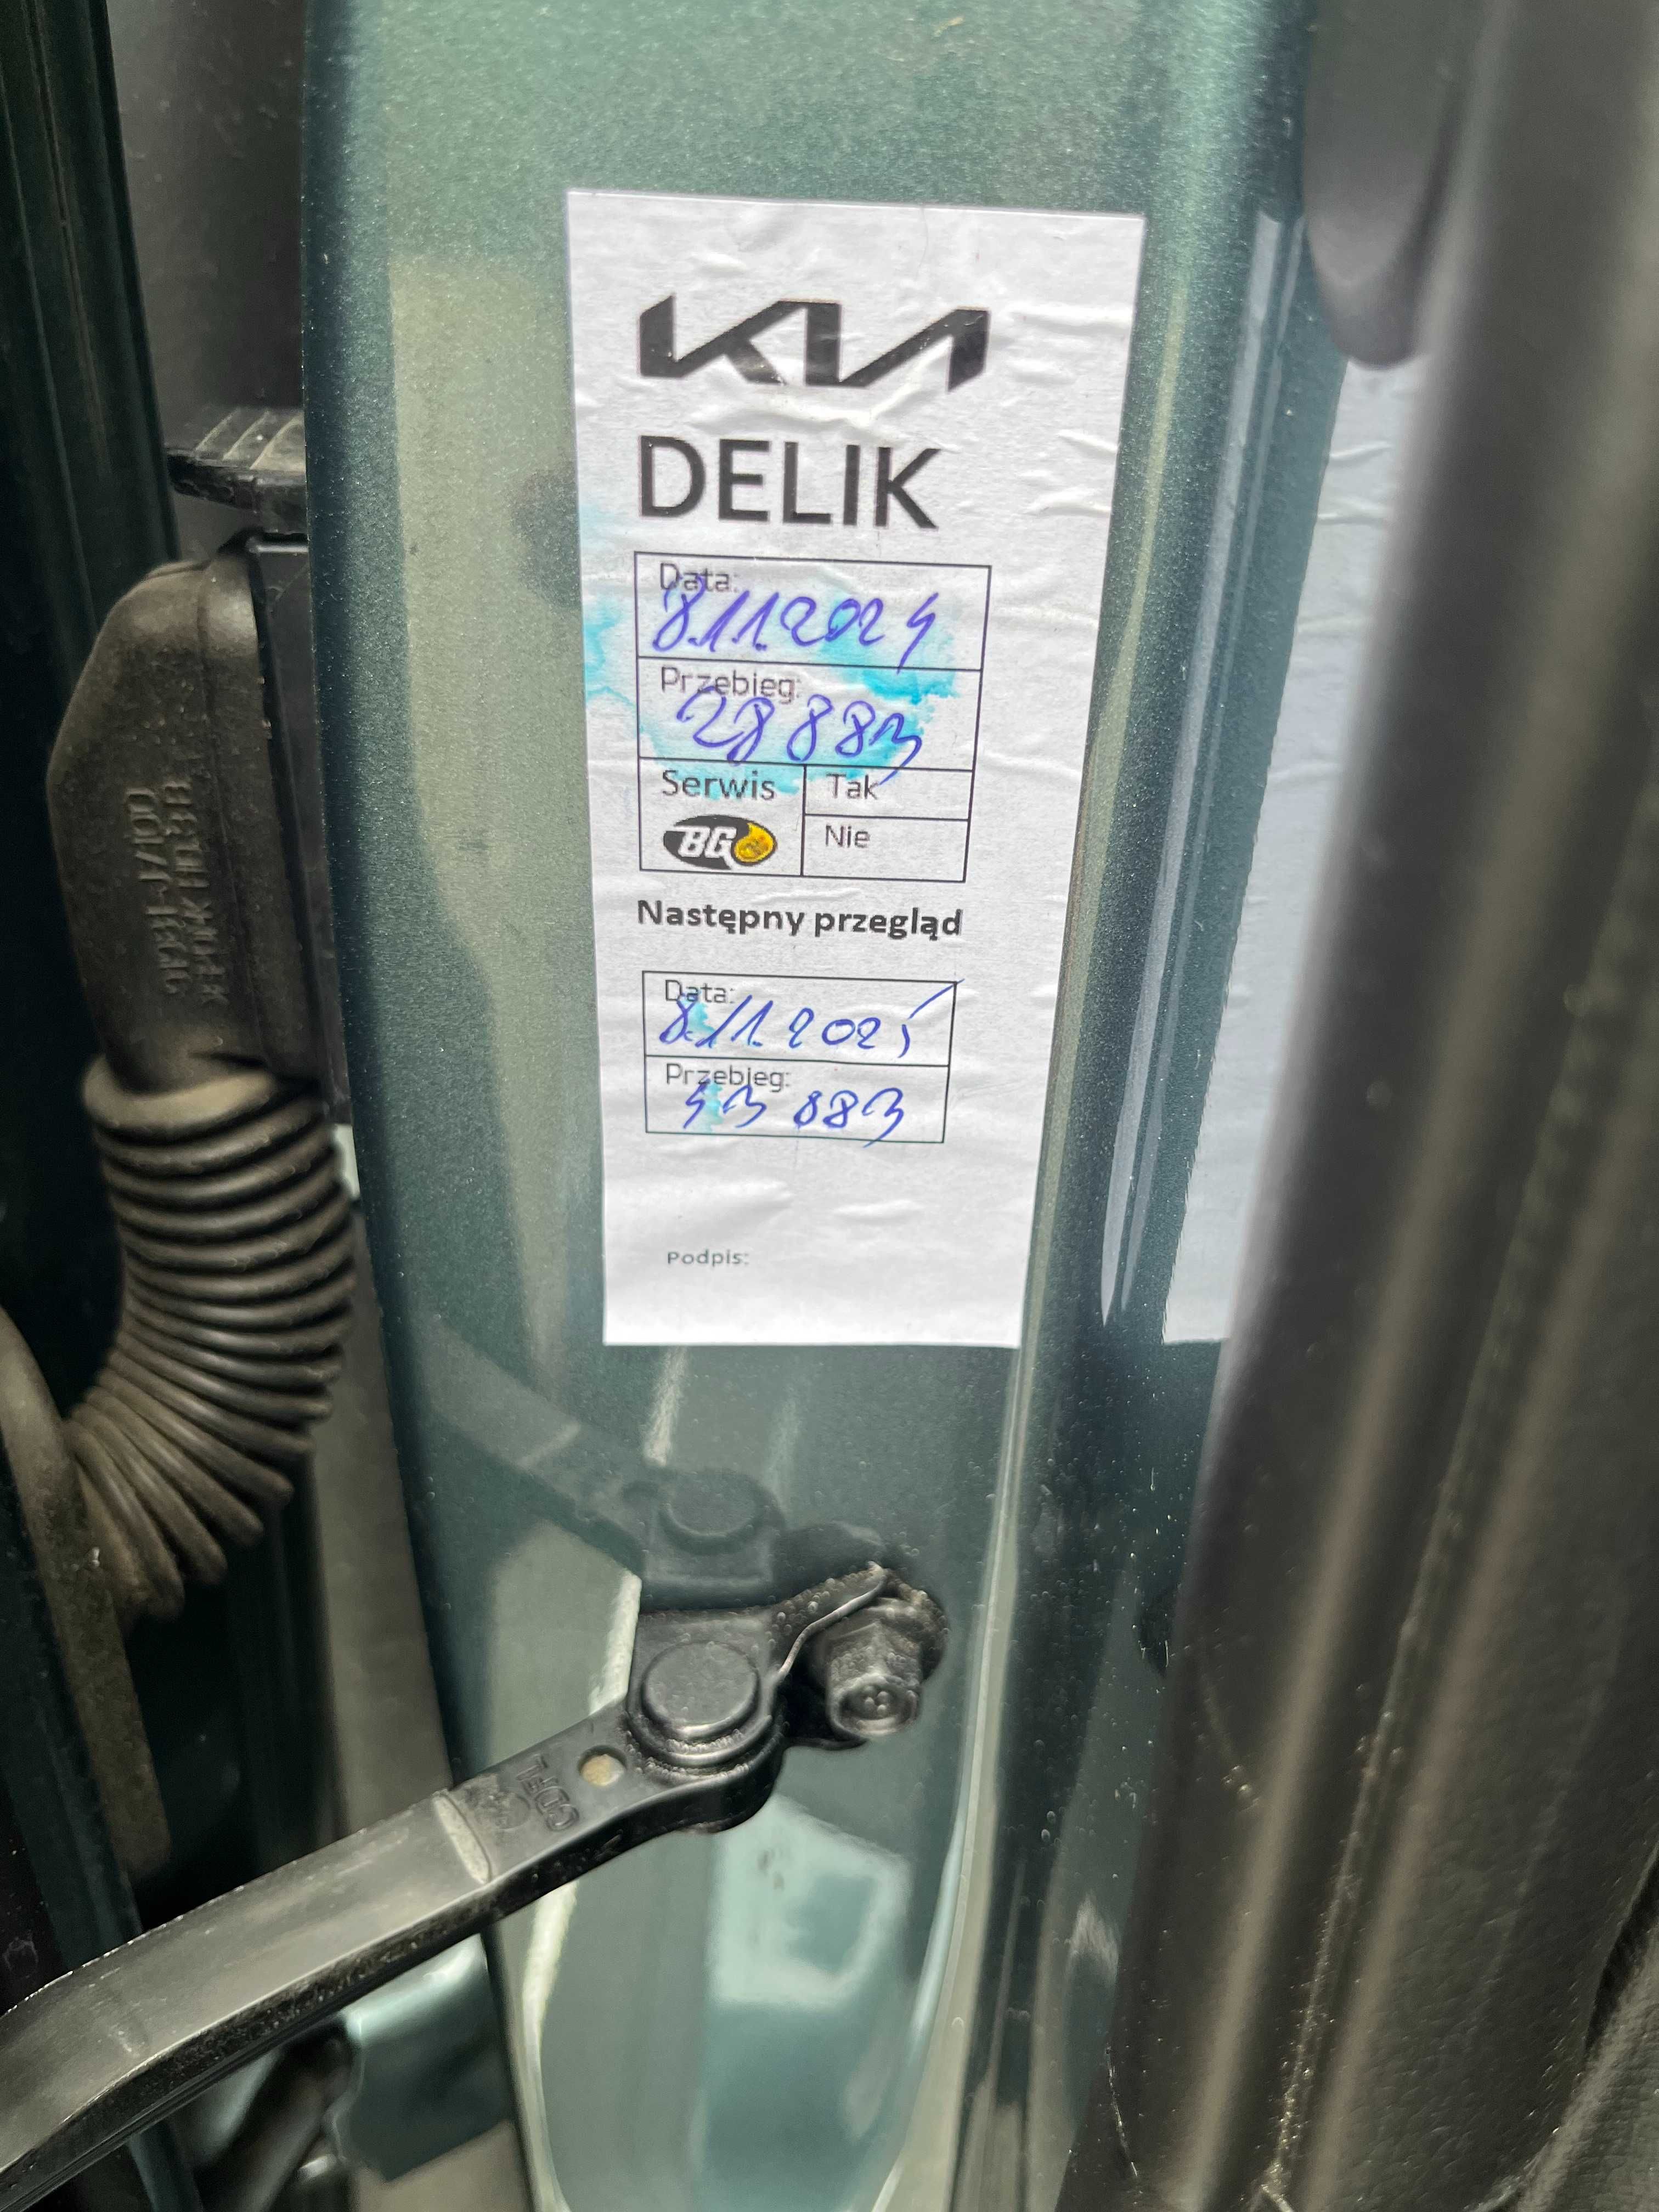 KIA
DELIK
Data:
8.11.2024
Przebieg:
28 883
Serwis
Tak
BG
Nie
Następny przegląd
Data:
8.11.2025
Przebieg:
43 883
Podpis:
CDFL